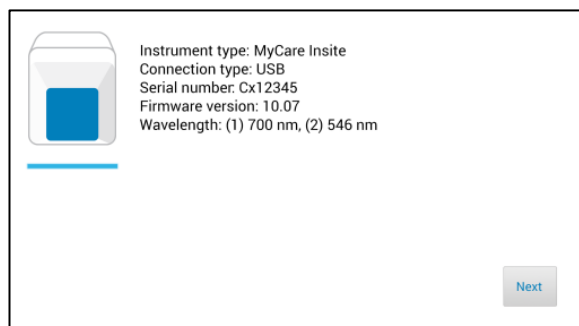 Instrument type: MyCare Insite
Connection type: USB
Serial number: Cx12345
Firmware version: 10.07
Wavelength: (1) 700 nm, (2) 546 nm
Next